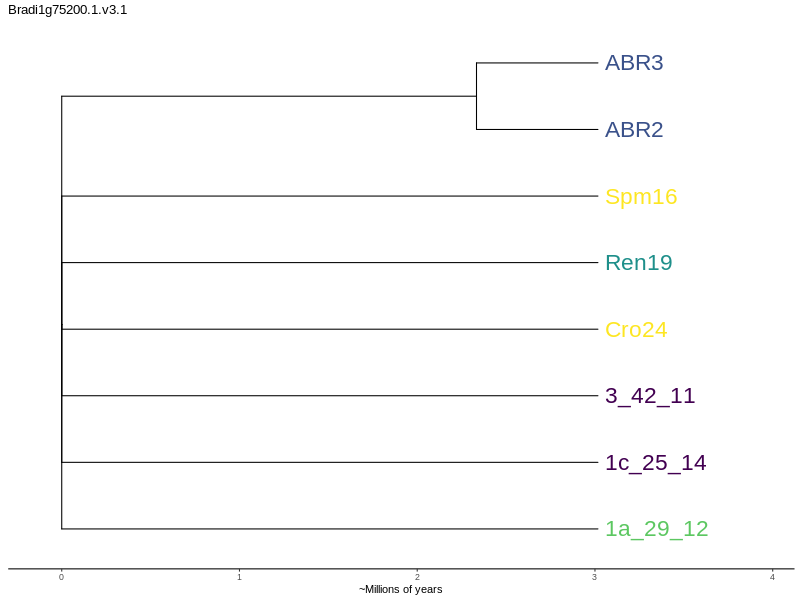 Bradi1g75200.1.v3.1
ABR3
ABR2
Spm16
Ren19
Cro24
3_42_11
1c_25_14
1a_29_12
0 1 2 3 4
~Millions of years